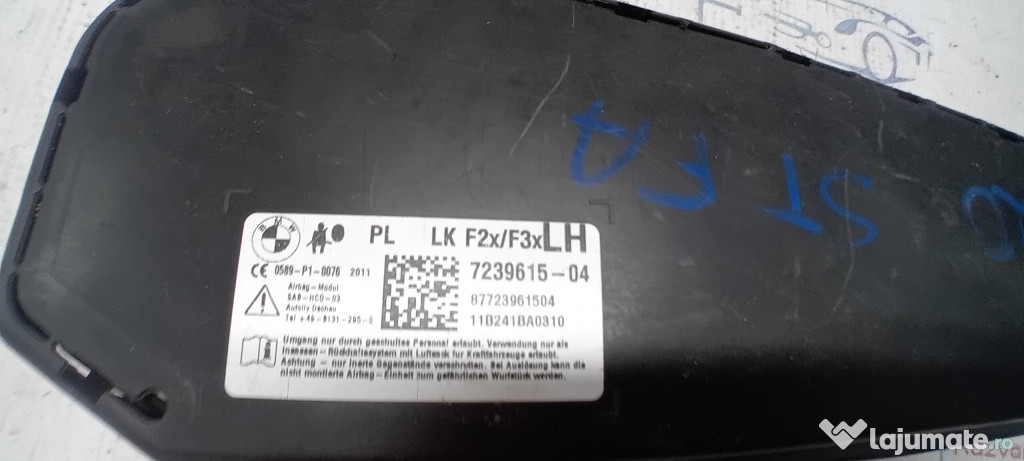 PL LK F2x/F3x LH
CE 0589-P1-0076 2011
7239615-04
Airbag-Modul
SAB-HCD-03
Autoliv Dachau
Tel +49-8131-295-0
87723961504
11B241BA0310
Umgang nur durch geschultes Personal erlaubt. Verwendung nur als
Insassen - Rückhaltesystem mit Luftsack für Kraftfahrzeuge erlaubt.
Achtung - nur inerte Gegenstände verschrotten. Bei Auslösung kann die
nicht montierte Airbag - Einheit zum gefährlichen Wurfstück werden.
ST FA
lajumate.ro